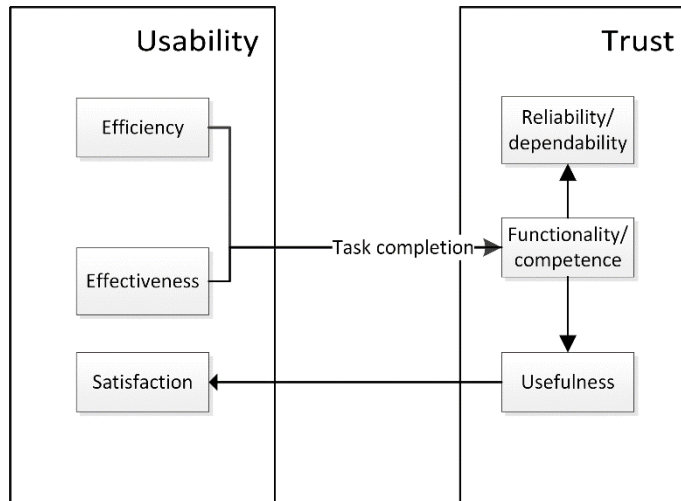 Usability
Trust
Efficiency
Reliability/
dependability
Task completion
Functionality/
competence
Effectiveness
Satisfaction
Usefulness